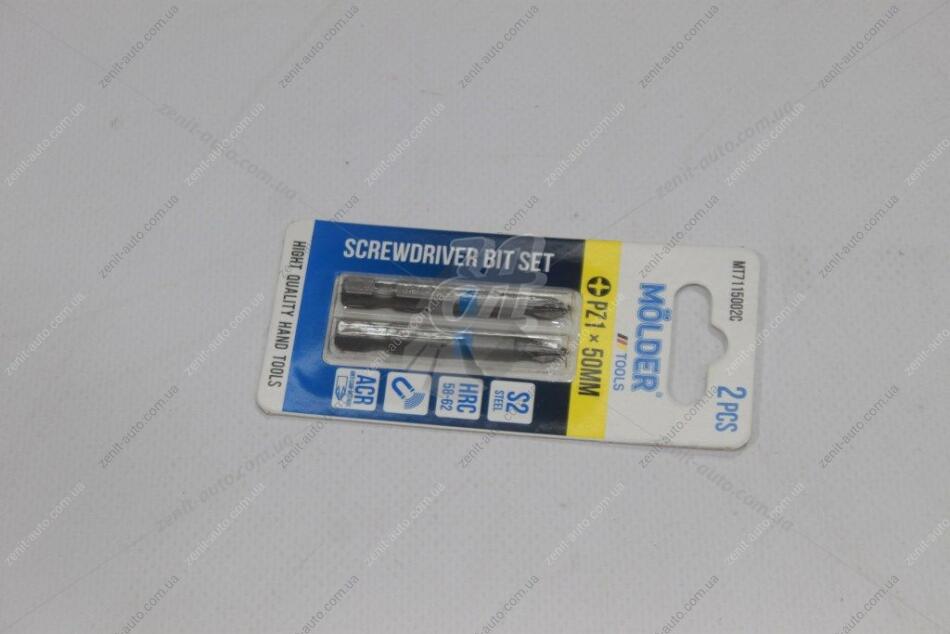 MT7115002C
MÖLDER®
TOOLS
2 PCS
PZ1 × 50MM
SCREWDRIVER BIT SET
S2
STEEL
HRC
58-62
ACR
HIGHT QUALITY HAND TOOLS
zenit-auto.com.ua